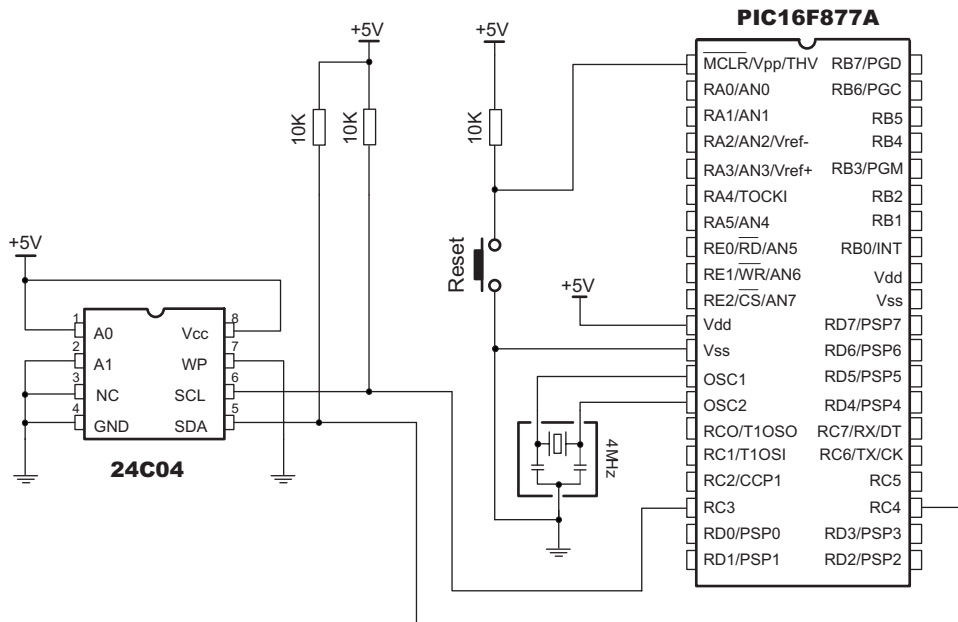 PIC16F877A
+5V
+5V
10K
10K
10K
Reset
+5V
+5V
1
A0
2
A1
3
NC
4
GND
8
Vcc
7
WP
6
SCL
5
SDA
24C04
4MHz
MCLR/Vpp/THV
RA0/AN0
RA1/AN1
RA2/AN2/Vref-
RA3/AN3/Vref+
RA4/TOCKI
RA5/AN4
RE0/RD/AN5
RE1/WR/AN6
RE2/CS/AN7
Vdd
Vss
OSC1
OSC2
RCO/T1OSO
RC1/T1OSI
RC2/CCP1
RC3
RD0/PSP0
RD1/PSP1
RB7/PGD
RB6/PGC
RB5
RB4
RB3/PGM
RB2
RB1
RB0/INT
Vdd
Vss
RD7/PSP7
RD6/PSP6
RD5/PSP5
RD4/PSP4
RC7/RX/DT
RC6/TX/CK
RC5
RC4
RD3/PSP3
RD2/PSP2